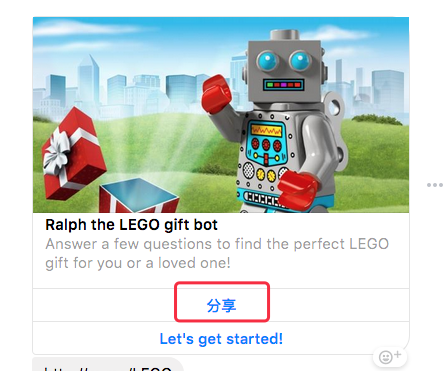 Ralph the LEGO gift bot
Answer a few questions to find the perfect LEGO
gift for you or a loved one!
分享
Let's get started!